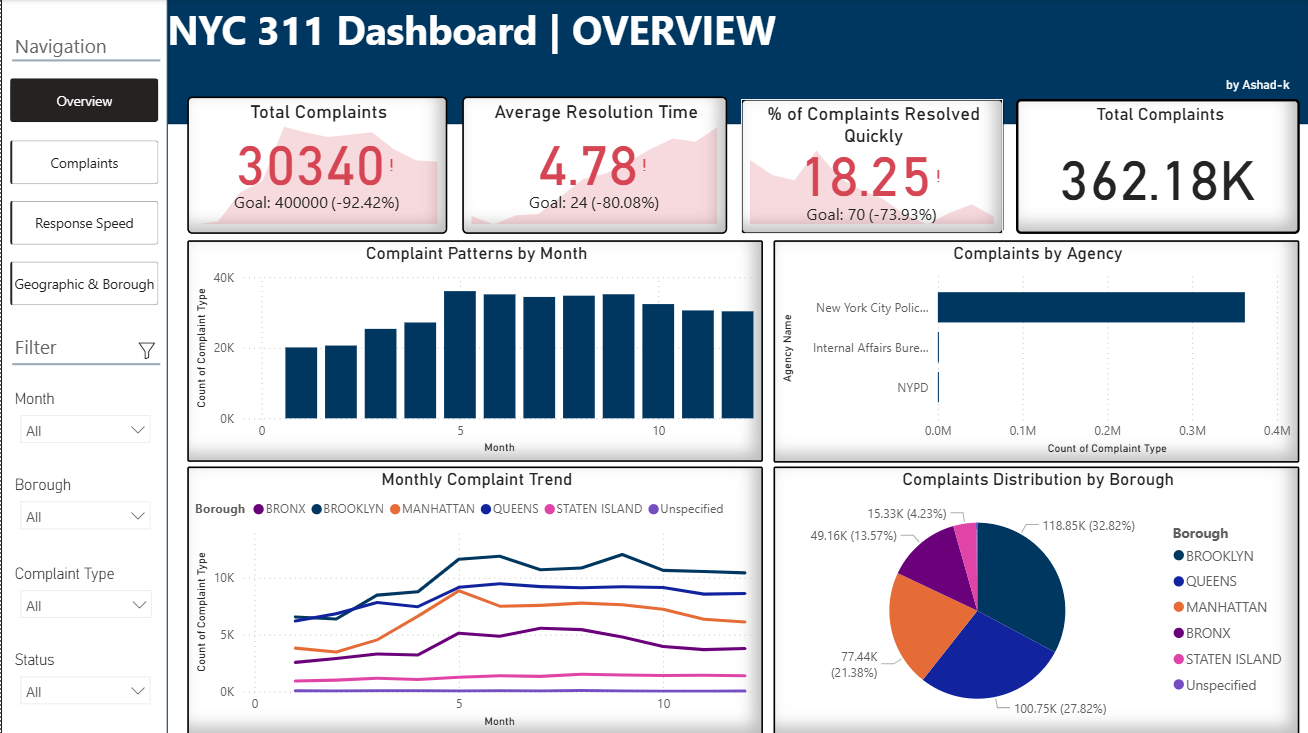 NYC 311 Dashboard | OVERVIEW
by Ashad-k
Navigation
Overview
Complaints
Response Speed
Geographic & Borough
Filter
Month
All
Borough
All
Complaint Type
All
Status
All
Total Complaints
30340!
Goal: 400000 (-92.42%)
Average Resolution Time
4.78!
Goal: 24 (-80.08%)
% of Complaints Resolved
Quickly
18.25!
Goal: 70 (-73.93%)
Total Complaints
362.18K
Complaint Patterns by Month
Count of Complaint Type
40K
20K
0K
0 5 10
Month
Complaints by Agency
Agency Name
New York City Polic...
Internal Affairs Bure...
NYPD
0.0M 0.1M 0.2M 0.3M 0.4M
Count of Complaint Type
Monthly Complaint Trend
Borough BRONX BROOKLYN MANHATTAN QUEENS STATEN ISLAND Unspecified
Count of Complaint Type
10K
5K
0K
0 5 10
Month
Complaints Distribution by Borough
15.33K (4.23%)
118.85K (32.82%)
49.16K (13.57%)
77.44K
(21.38%)
100.75K (27.82%)
Borough
BROOKLYN
QUEENS
MANHATTAN
BRONX
STATEN ISLAND
Unspecified